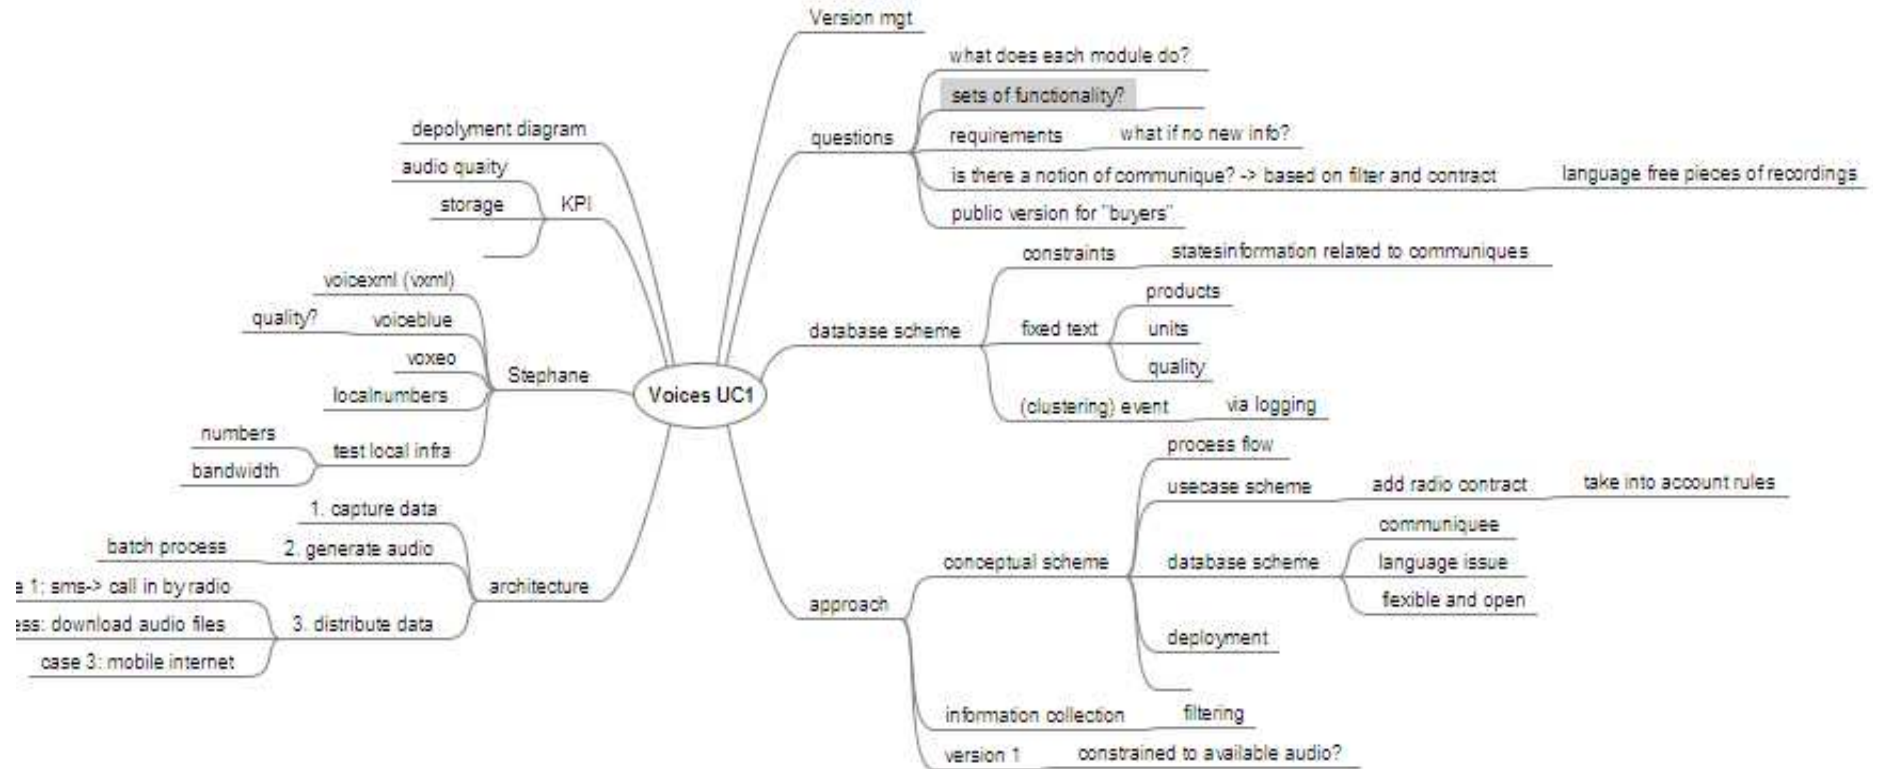 Version mgt
what does each module do?
sets of functionality?
questions
requirements
what if no new info?
is there a notion of communique? -> based on filter and contract
language free pieces of recordings
public version for "buyers"
depolyment diagram
audio quaity
storage
KPI
voicexml (vxml)
quality?
voiceblue
voxeo
localnumbers
Stephane
numbers
bandwidth
test local infra
Voices UC1
1. capture data
batch process
2. generate audio
architecture
e 1: sms-> call in by radio
ess: download audio files
case 3: mobile internet
3. distribute data
database scheme
constraints
statesinformation related to communiques
fixed text
products
units
quality
(clustering) event
via logging
approach
conceptual scheme
process flow
usecase scheme
add radio contract
take into account rules
database scheme
communiquee
language issue
flexible and open
deployment
information collection
filtering
version 1
constrained to available audio?